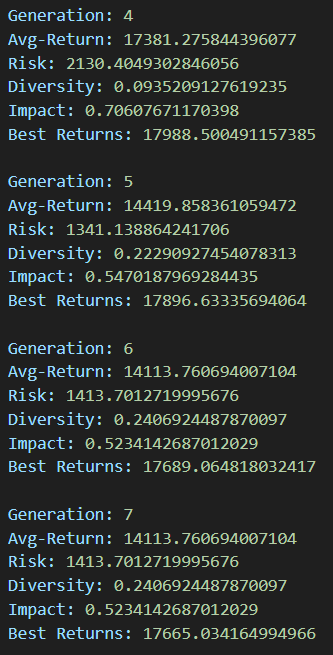 Generation: 4
Avg-Return: 17381.275844396077
Risk: 2130.4049302846056
Diversity: 0.0935209127619235
Impact: 0.70607671170398
Best Returns: 17988.500491157385
Generation: 5
Avg-Return: 14419.858361059472
Risk: 1341.138864241706
Diversity: 0.22290927454078313
Impact: 0.5470187969284435
Best Returns: 17896.63335694064
Generation: 6
Avg-Return: 14113.760694007104
Risk: 1413.7012719995676
Diversity: 0.2406924487870097
Impact: 0.5234142687012029
Best Returns: 17689.064818032417
Generation: 7
Avg-Return: 14113.760694007104
Risk: 1413.7012719995676
Diversity: 0.2406924487870097
Impact: 0.5234142687012029
Best Returns: 17665.034164994966